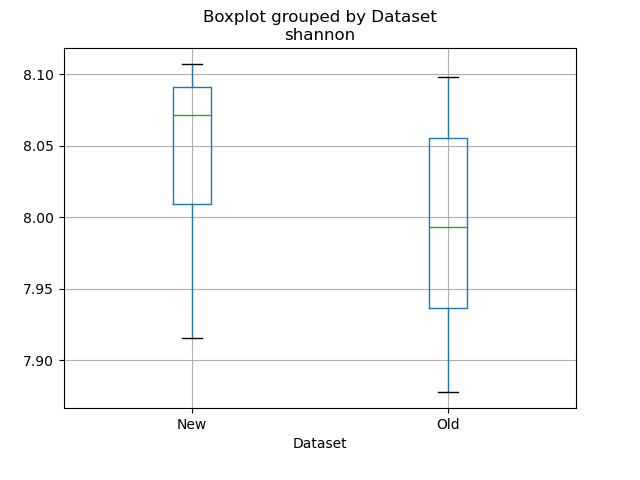 Boxplot grouped by Dataset
shannon
8.10
8.05
8.00
7.95
7.90
New Old
Dataset